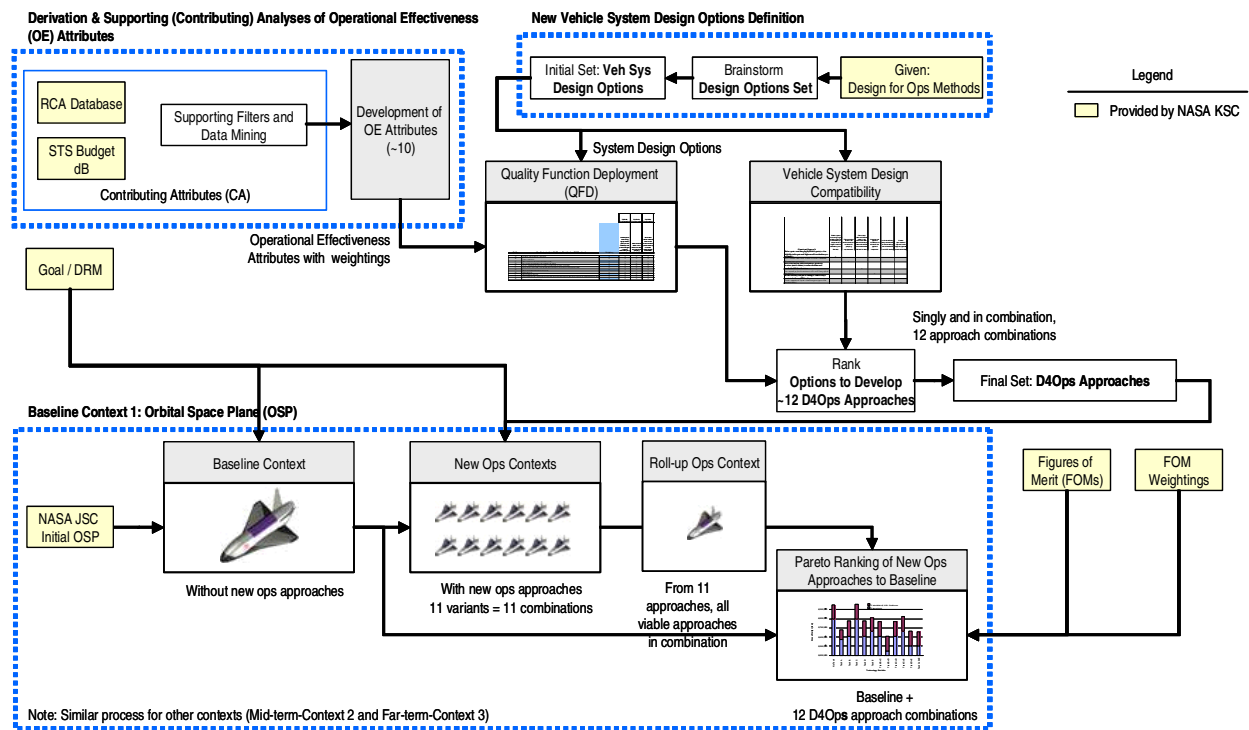 Derivation & Supporting (Contributing) Analyses of Operational Effectiveness
(OE) Attributes
RCA Database
STS Budget
dB
Supporting Filters and
Data Mining
Contributing Attributes (CA)
Development of
OE Attributes
(~10)
New Vehicle System Design Options Definition
Initial Set: Veh Sys
Design Options
Brainstorm
Design Options Set
Given:
Design for Ops Methods
Legend
Provided by NASA KSC
System Design Options
Quality Function Deployment
(QFD)
Vehicle System Design
Compatibility
Operational Effectiveness
Attributes with weightings
Goal / DRM
Singly and in combination,
12 approach combinations
Rank
Options to Develop
~12 D4Ops Approaches
Final Set: D4Ops Approaches
Baseline Context 1: Orbital Space Plane (OSP)
NASA JSC
Initial OSP
Baseline Context
Without new ops approaches
New Ops Contexts
With new ops approaches
11 variants = 11 combinations
Roll-up Ops Context
From 11
approaches, all
viable approaches
in combination
Figures of
Merit (FOMs)
FOM
Weightings
Pareto Ranking of New Ops
Approaches to Baseline
Baseline +
12 D4Ops approach combinations
Note: Similar process for other contexts (Mid-term-Context 2 and Far-term-Context 3)